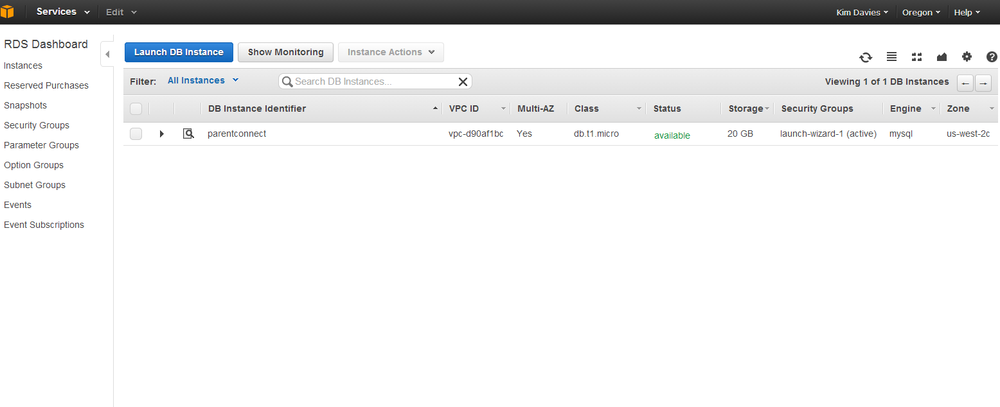 Services Edit Kim Davies Oregon Help
RDS Dashboard
Instances
Reserved Purchases
Snapshots
Security Groups
Parameter Groups
Option Groups
Subnet Groups
Events
Event Subscriptions
Launch DB Instance Show Monitoring Instance Actions
Filter: All Instances Search DB Instances... Viewing 1 of 1 DB Instances
DB Instance Identifier VPC ID Multi-AZ Class Status Storage Security Groups Engine Zone
parentconnect vpc-d90af1bc Yes db.t1.micro available 20 GB launch-wizard-1 (active) mysql us-west-2c